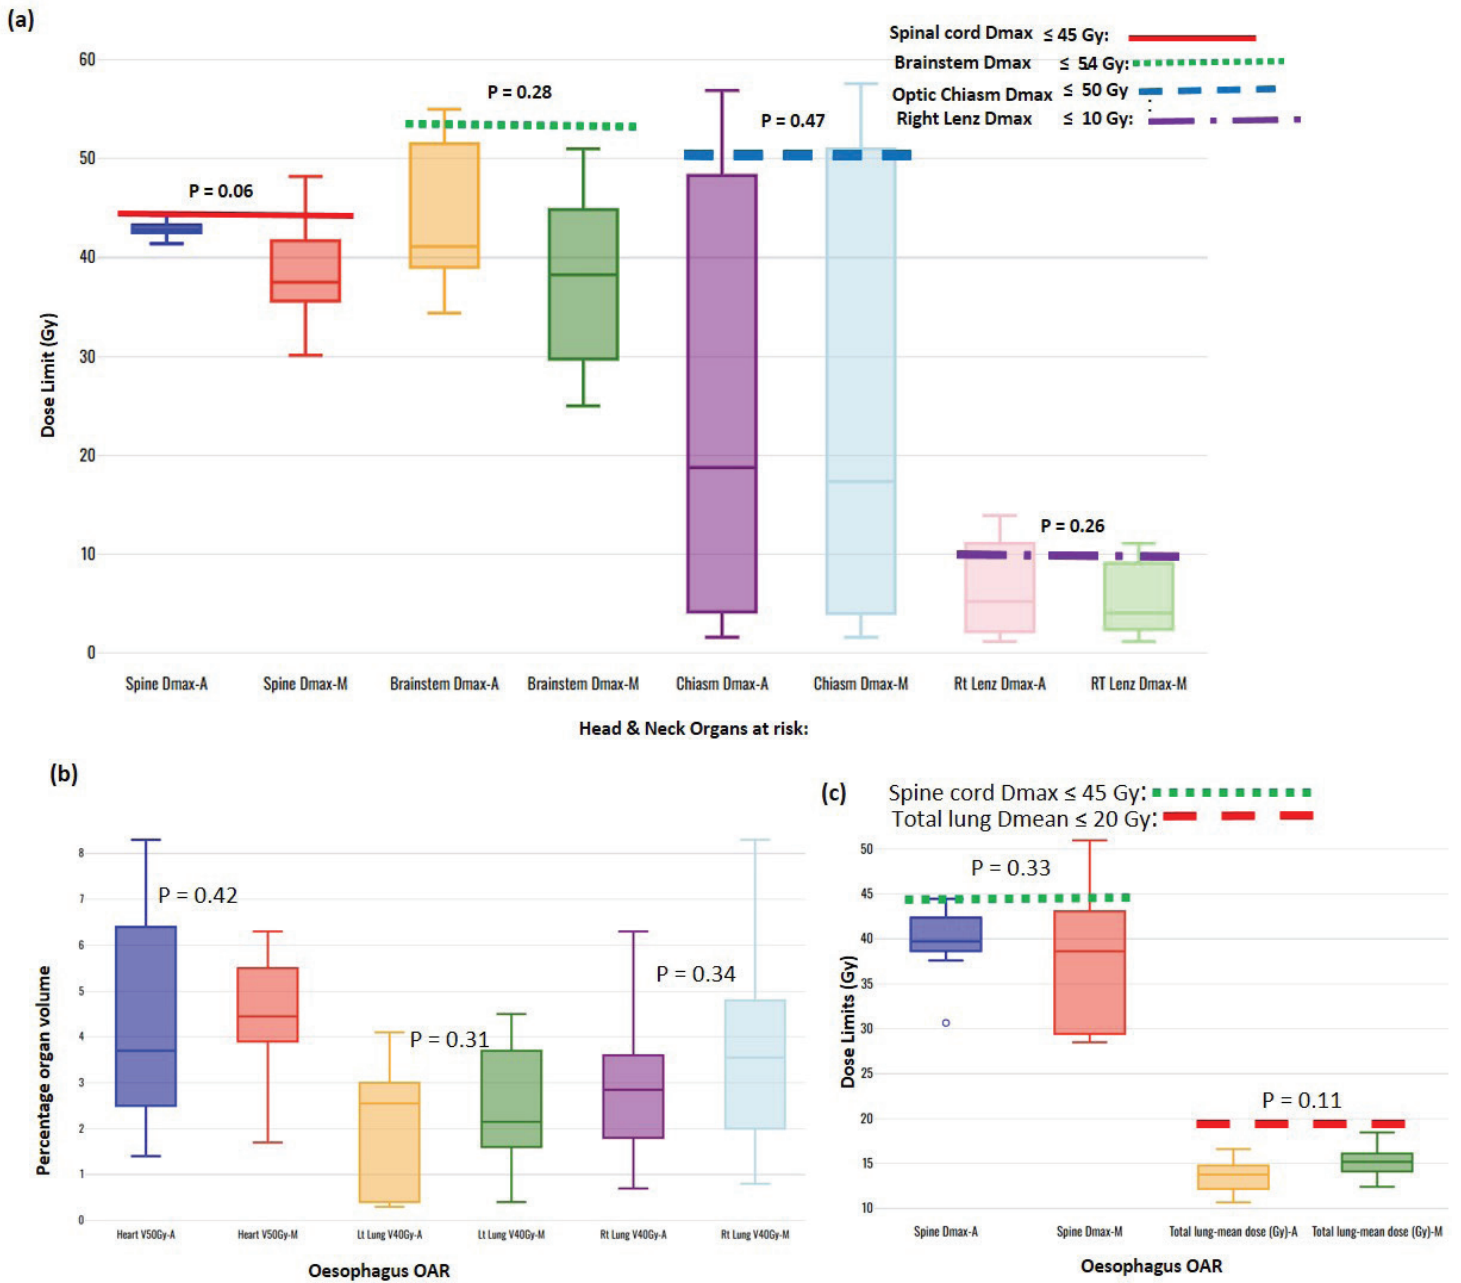 (a)
Spinal cord Dmax ≤ 45 Gy:
Brainstem Dmax ≤ 54 Gy:
Optic Chiasm Dmax ≤ 50 Gy :
Right Lenz Dmax ≤ 10 Gy:
60
50
40
30
20
10
0
Dose Limit (Gy)
P = 0.06
P = 0.28
P = 0.47
P = 0.26
Spine Dmax-A Spine Dmax-M Brainstem Dmax-A Brainstem Dmax-M Chiasm Dmax-A Chiasm Dmax-M Rt Lenz Dmax-A RT Lenz Dmax-M
Head & Neck Organs at risk:
(b)
8
7
6
5
4
3
2
1
0
Percentage organ volume
P = 0.42
P = 0.31
P = 0.34
Heart V50Gy-A Heart V50Gy-M Lt Lung V40Gy-A Lt Lung V40Gy-M Rt Lung V40Gy-A Rt Lung V40Gy-M
Oesophagus OAR
(c)
Spine cord Dmax ≤ 45 Gy:
Total lung Dmean ≤ 20 Gy:
50
45
40
35
30
25
20
15
10
Dose Limits (Gy)
P = 0.33
P = 0.11
Spine Dmax-A Spine Dmax-M Total lung-mean dose (Gy)-A Total lung-mean dose (Gy)-M
Oesophagus OAR